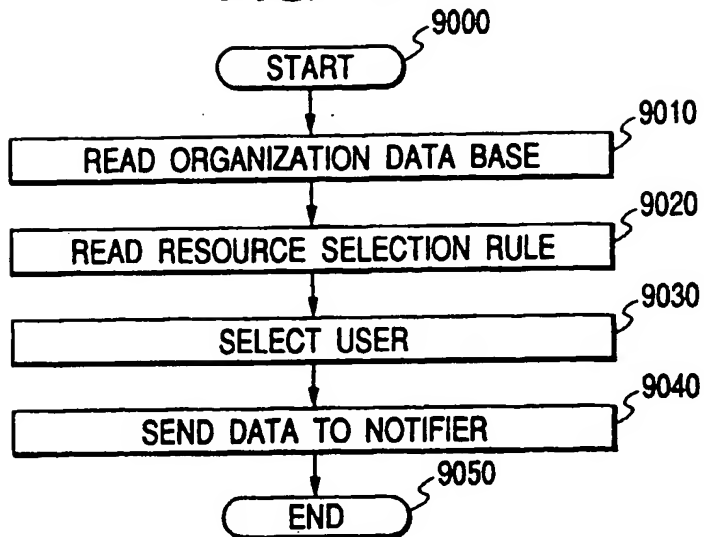 9000
START
9010
READ ORGANIZATION DATA BASE
9020
READ RESOURCE SELECTION RULE
9030
SELECT USER
9040
SEND DATA TO NOTIFIER
9050
END